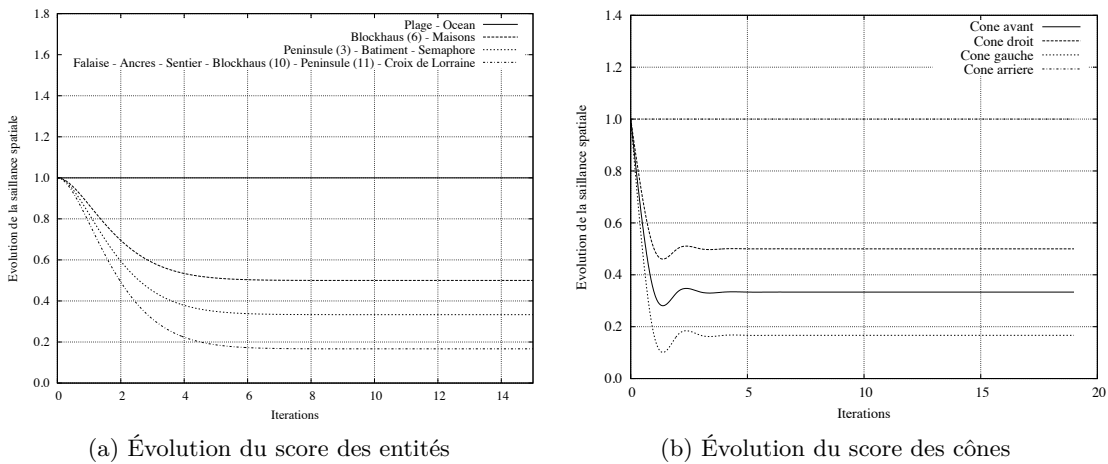 Plage - Ocean
Blockhaus (6) - Maisons
Peninsule (3) - Batiment - Semaphore
Falaise - Ancres - Sentier - Blockhaus (10) - Peninsule (11) - Croix de Lorraine
Evolution de la saillance spatiale
1.8
1.6
1.4
1.2
1.0
0.8
0.6
0.4
0.2
0.0
0 2 4 6 8 10 12 14
Iterations
(a) Évolution du score des entités
Cone avant
Cone droit
Cone gauche
Cone arriere
Evolution de la saillance spatiale
1.4
1.2
1.0
0.8
0.6
0.4
0.2
0.0
0 5 10 15 20
Iterations
(b) Évolution du score des cônes